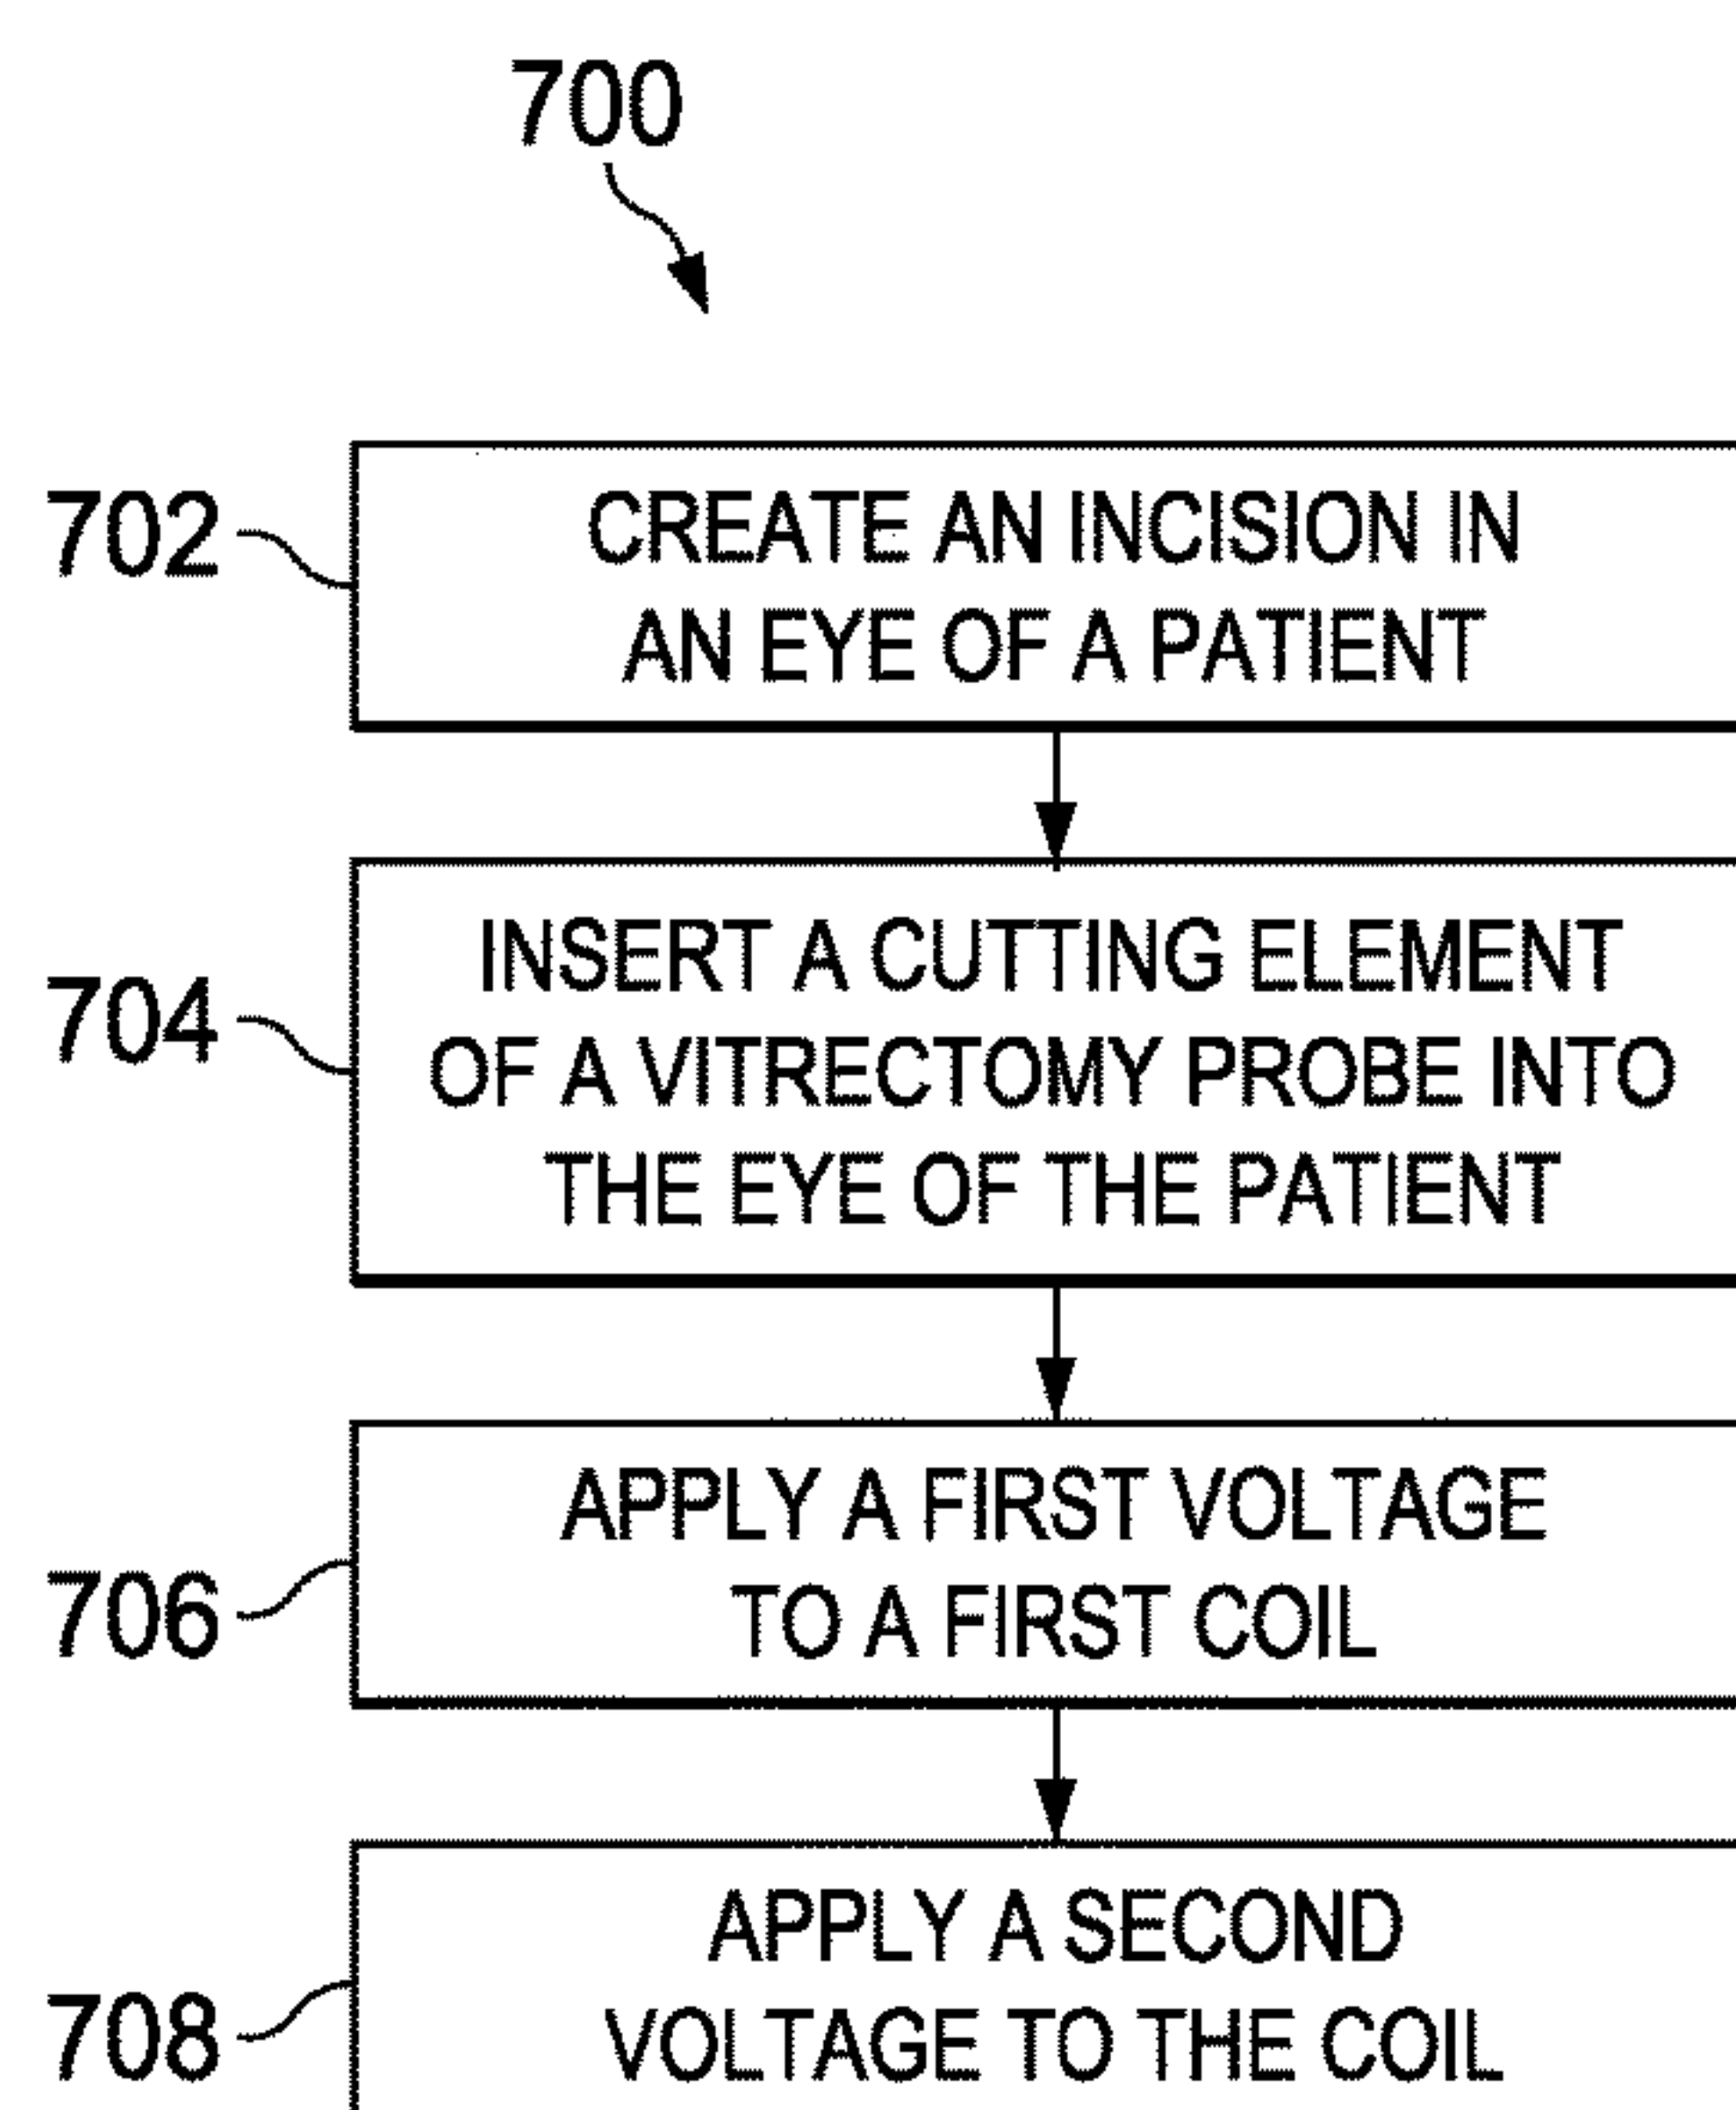 700
702
CREATE AN INCISION IN
AN EYE OF A PATIENT
704
INSERT A CUTTING ELEMENT
OF A VITRECTOMY PROBE INTO
THE EYE OF THE PATIENT
706
APPLY A FIRST VOLTAGE
TO A FIRST COIL
708
APPLY A SECOND
VOLTAGE TO THE COIL